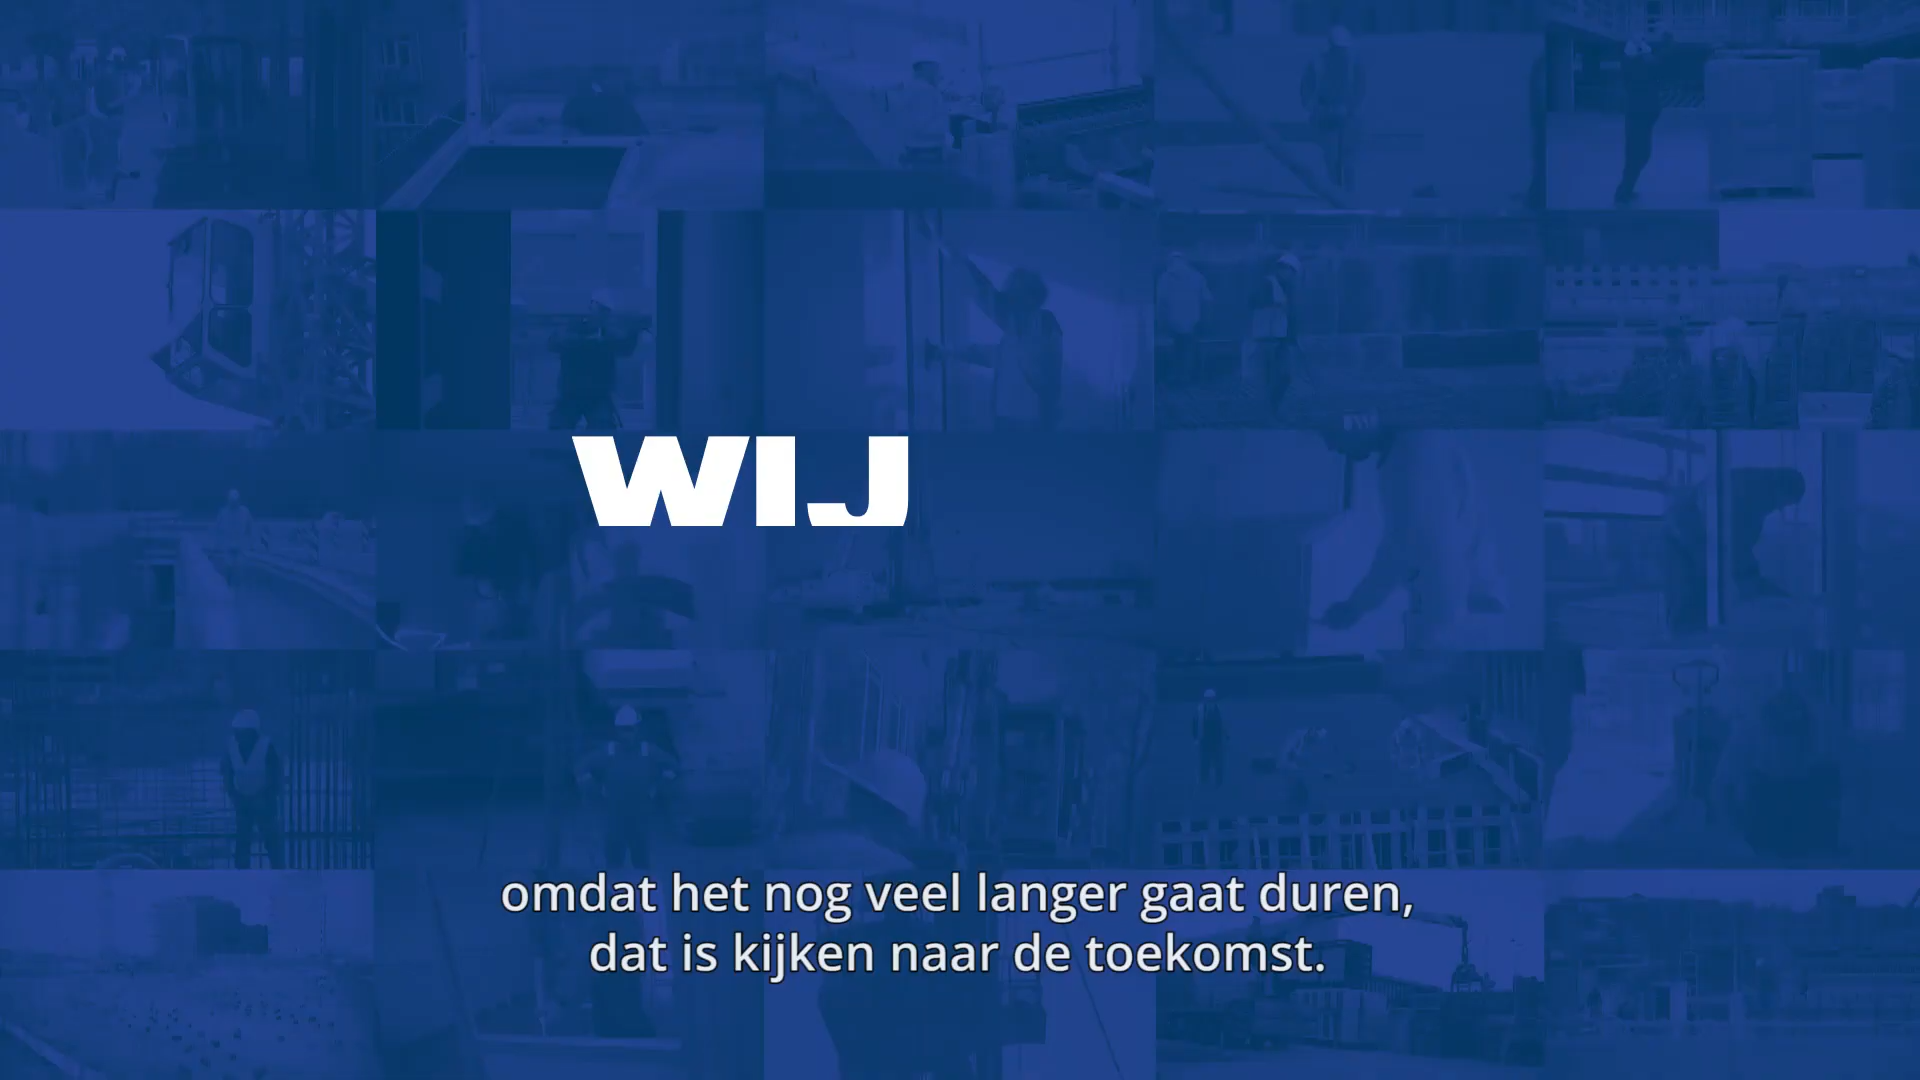 WIJ
omdat het nog veel langer gaat duren,
dat is kijken naar de toekomst.